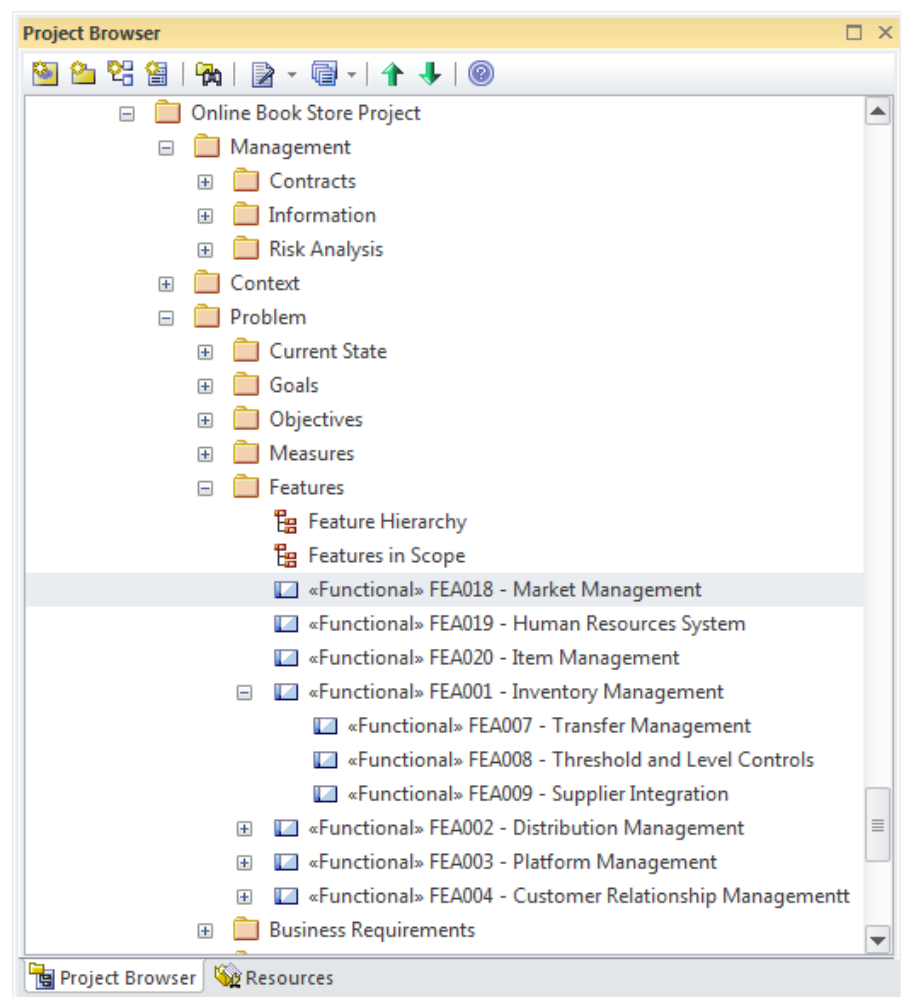 Project Browser
Online Book Store Project
Management
Contracts
Information
Risk Analysis
Context
Problem
Current State
Goals
Objectives
Measures
Features
Feature Hierarchy
Features in Scope
«Functional» FEA018 - Market Management
«Functional» FEA019 - Human Resources System
«Functional» FEA020 - Item Management
«Functional» FEA001 - Inventory Management
«Functional» FEA007 - Transfer Management
«Functional» FEA008 - Threshold and Level Controls
«Functional» FEA009 - Supplier Integration
«Functional» FEA002 - Distribution Management
«Functional» FEA003 - Platform Management
«Functional» FEA004 - Customer Relationship Managementt
Business Requirements
Project Browser Resources